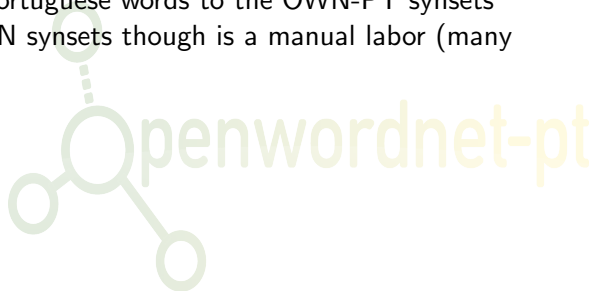 ortuguese words to the OWN-PT synsets
N synsets though is a manual labor (many
penwordnet-pt